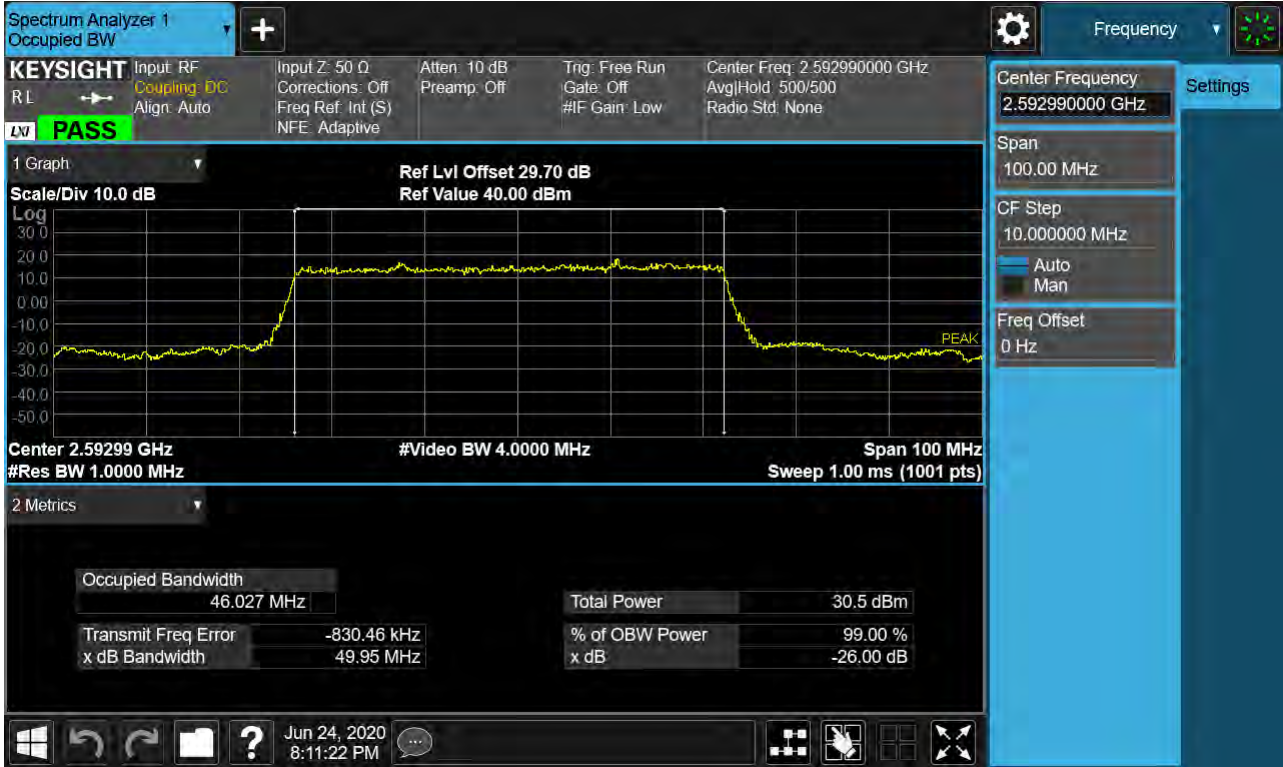 Spectrum Analyzer 1
Occupied BW
+
Frequency
KEYSIGHT
R L
LXI
PASS
Input: RF
Coupling: DC
Align: Auto
Input Z: 50 Ω
Corrections: Off
Freq Ref: Int (S)
NFE: Adaptive
Atten: 10 dB
Preamp: Off
Trig: Free Run
Gate: Off
#IF Gain: Low
Center Freq: 2.592990000 GHz
Avg|Hold: 500/500
Radio Std: None
Center Frequency
2.592990000 GHz
Settings
Span
100.00 MHz
CF Step
10.000000 MHz
Auto
Man
Freq Offset
0 Hz
1 Graph
Scale/Div 10.0 dB
Ref Lvl Offset 29.70 dB
Ref Value 40.00 dBm
Log
30.0
20.0
10.0
0.00
-10.0
-20.0
-30.0
-40.0
-50.0
PEAK
Center 2.59299 GHz
#Video BW 4.0000 MHz
Span 100 MHz
#Res BW 1.0000 MHz
Sweep 1.00 ms (1001 pts)
2 Metrics
Occupied Bandwidth
46.027 MHz
Total Power 30.5 dBm
Transmit Freq Error -830.46 kHz
% of OBW Power 99.00 %
x dB Bandwidth 49.95 MHz
x dB -26.00 dB
?
Jun 24, 2020
8:11:22 PM